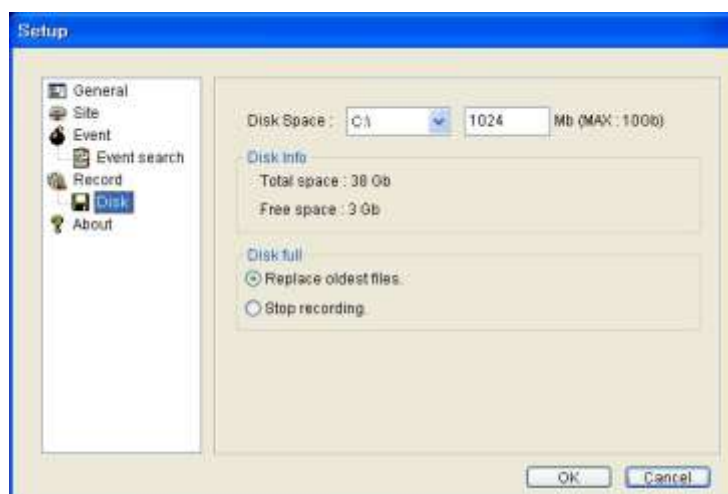 Setup
General
Site
Event
Event search
Record
Disk
About
Disk Space : C:\ 1024 Mb (MAX : 10Gb)
Disk Info
Total space : 38 Gb
Free space : 3 Gb
Disk full
Replace oldest files.
Stop recording.
OK Cancel